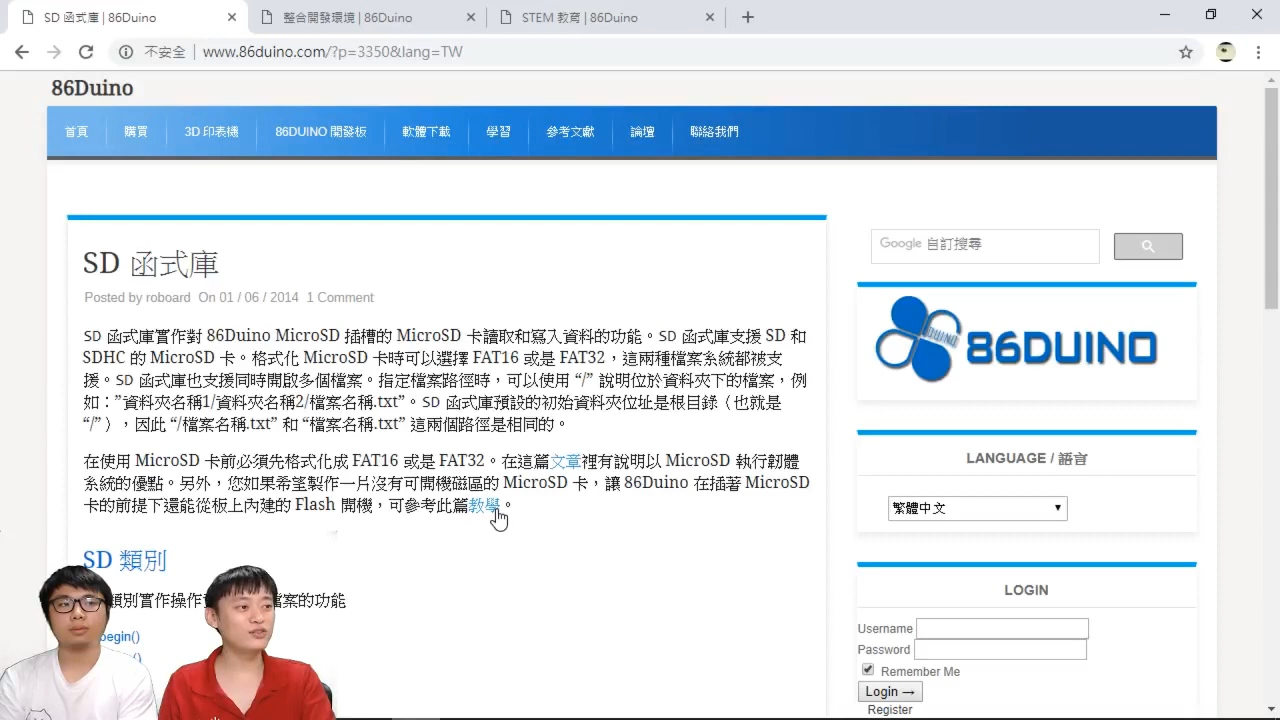 SD 函式庫 | 86Duino
整合開發環境 | 86Duino
STEM 教育 | 86Duino
不安全 | www.86duino.com/?p=3350&lang=TW
86Duino
首頁 購買 3D 印表機 86DUINO 開發板 軟體下載 學習 參考文獻 論壇 聯絡我們
SD 函式庫
Posted by roboard On 01 / 06 / 2014 1 Comment
SD 函式庫實作對 86Duino MicroSD 插槽的 MicroSD 卡讀取和寫入資料的功能。SD 函式庫支援 SD 和
SDHC 的 MicroSD 卡。格式化 MicroSD 卡時可以選擇 FAT16 或是 FAT32，這兩種檔案系統都被支
援。SD 函式庫也支援同時開啟多個檔案。指定檔案路徑時，可以使用 “/” 說明位於資料夾下的檔案，例
如：”資料夾名稱1/資料夾名稱2/檔案名稱.txt”。SD 函式庫預設的初始資料夾位址是根目錄（也就是
“/”），因此 “/檔案名稱.txt” 和 “檔案名稱.txt” 這兩個路徑是相同的。
在使用 MicroSD 卡前必須先格式化成 FAT16 或是 FAT32。在這篇文章裡有說明以 MicroSD 執行韌體
系統的優點。另外，您如果希望製作一片沒有可開機磁區的 MicroSD 卡，讓 86Duino 在插著 MicroSD
卡的前提下還能從板上內建的 Flash 開機，可參考此篇教學。
SD 類別
類別實作操作 檔案的功能
begin()
Google 自訂搜尋
DUINO
86DUINO
LANGUAGE / 語言
繁體中文
LOGIN
Username
Password
Remember Me
Login →
Register